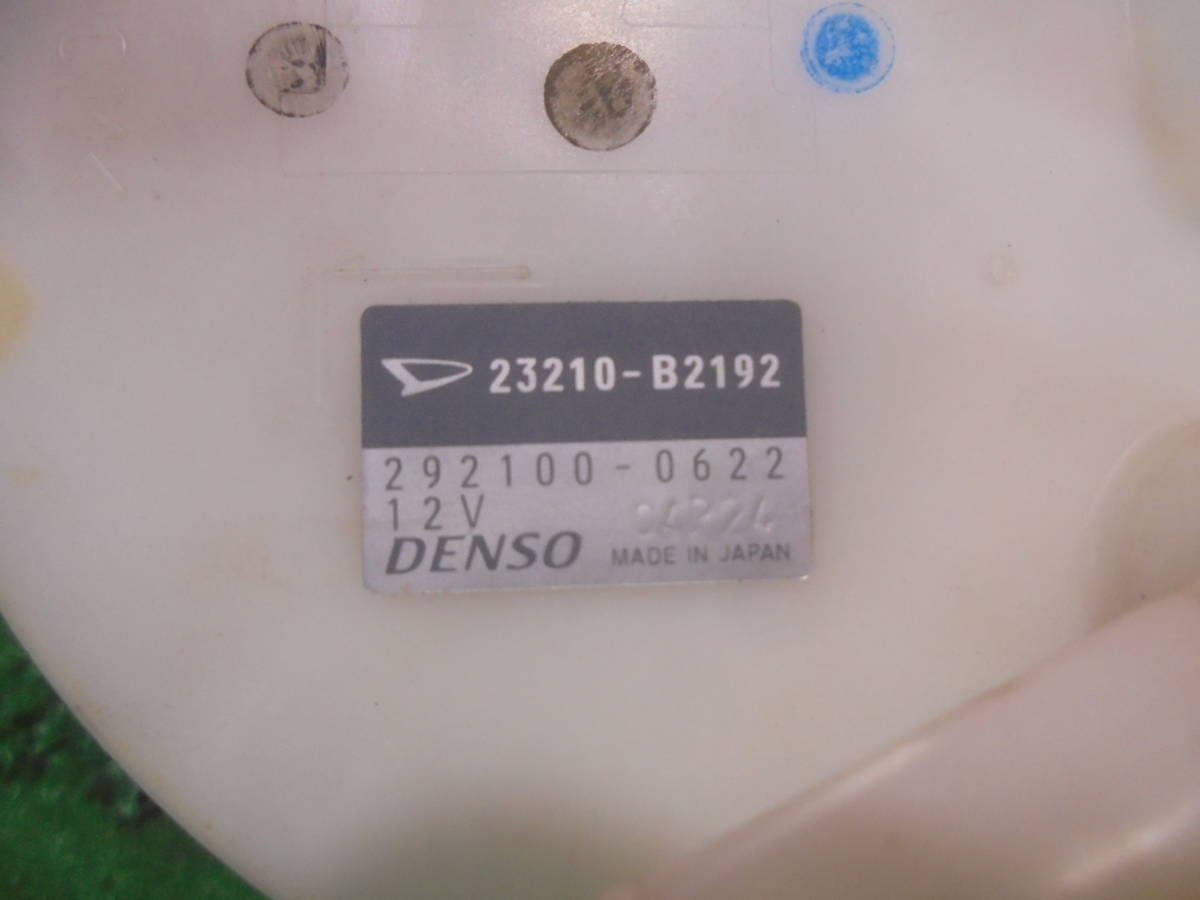 23210-B2192
292100-0622
12V
DENSO MADE IN JAPAN